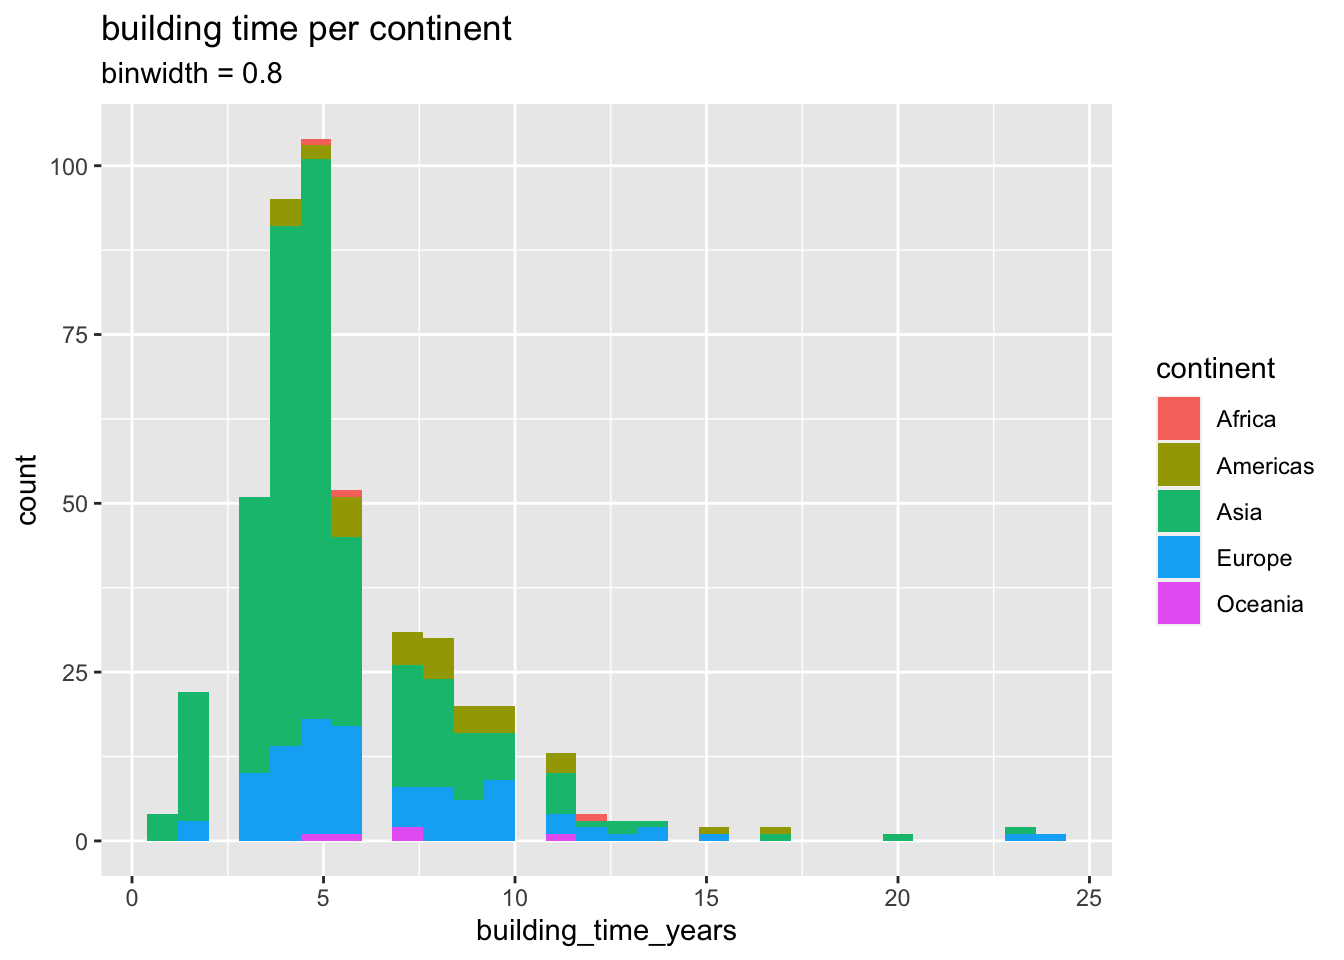 building time per continent
binwidth = 0.8
100
75
50
25
0
count
0 5 10 15 20 25
building_time_years
continent
Africa
Americas
Asia
Europe
Oceania